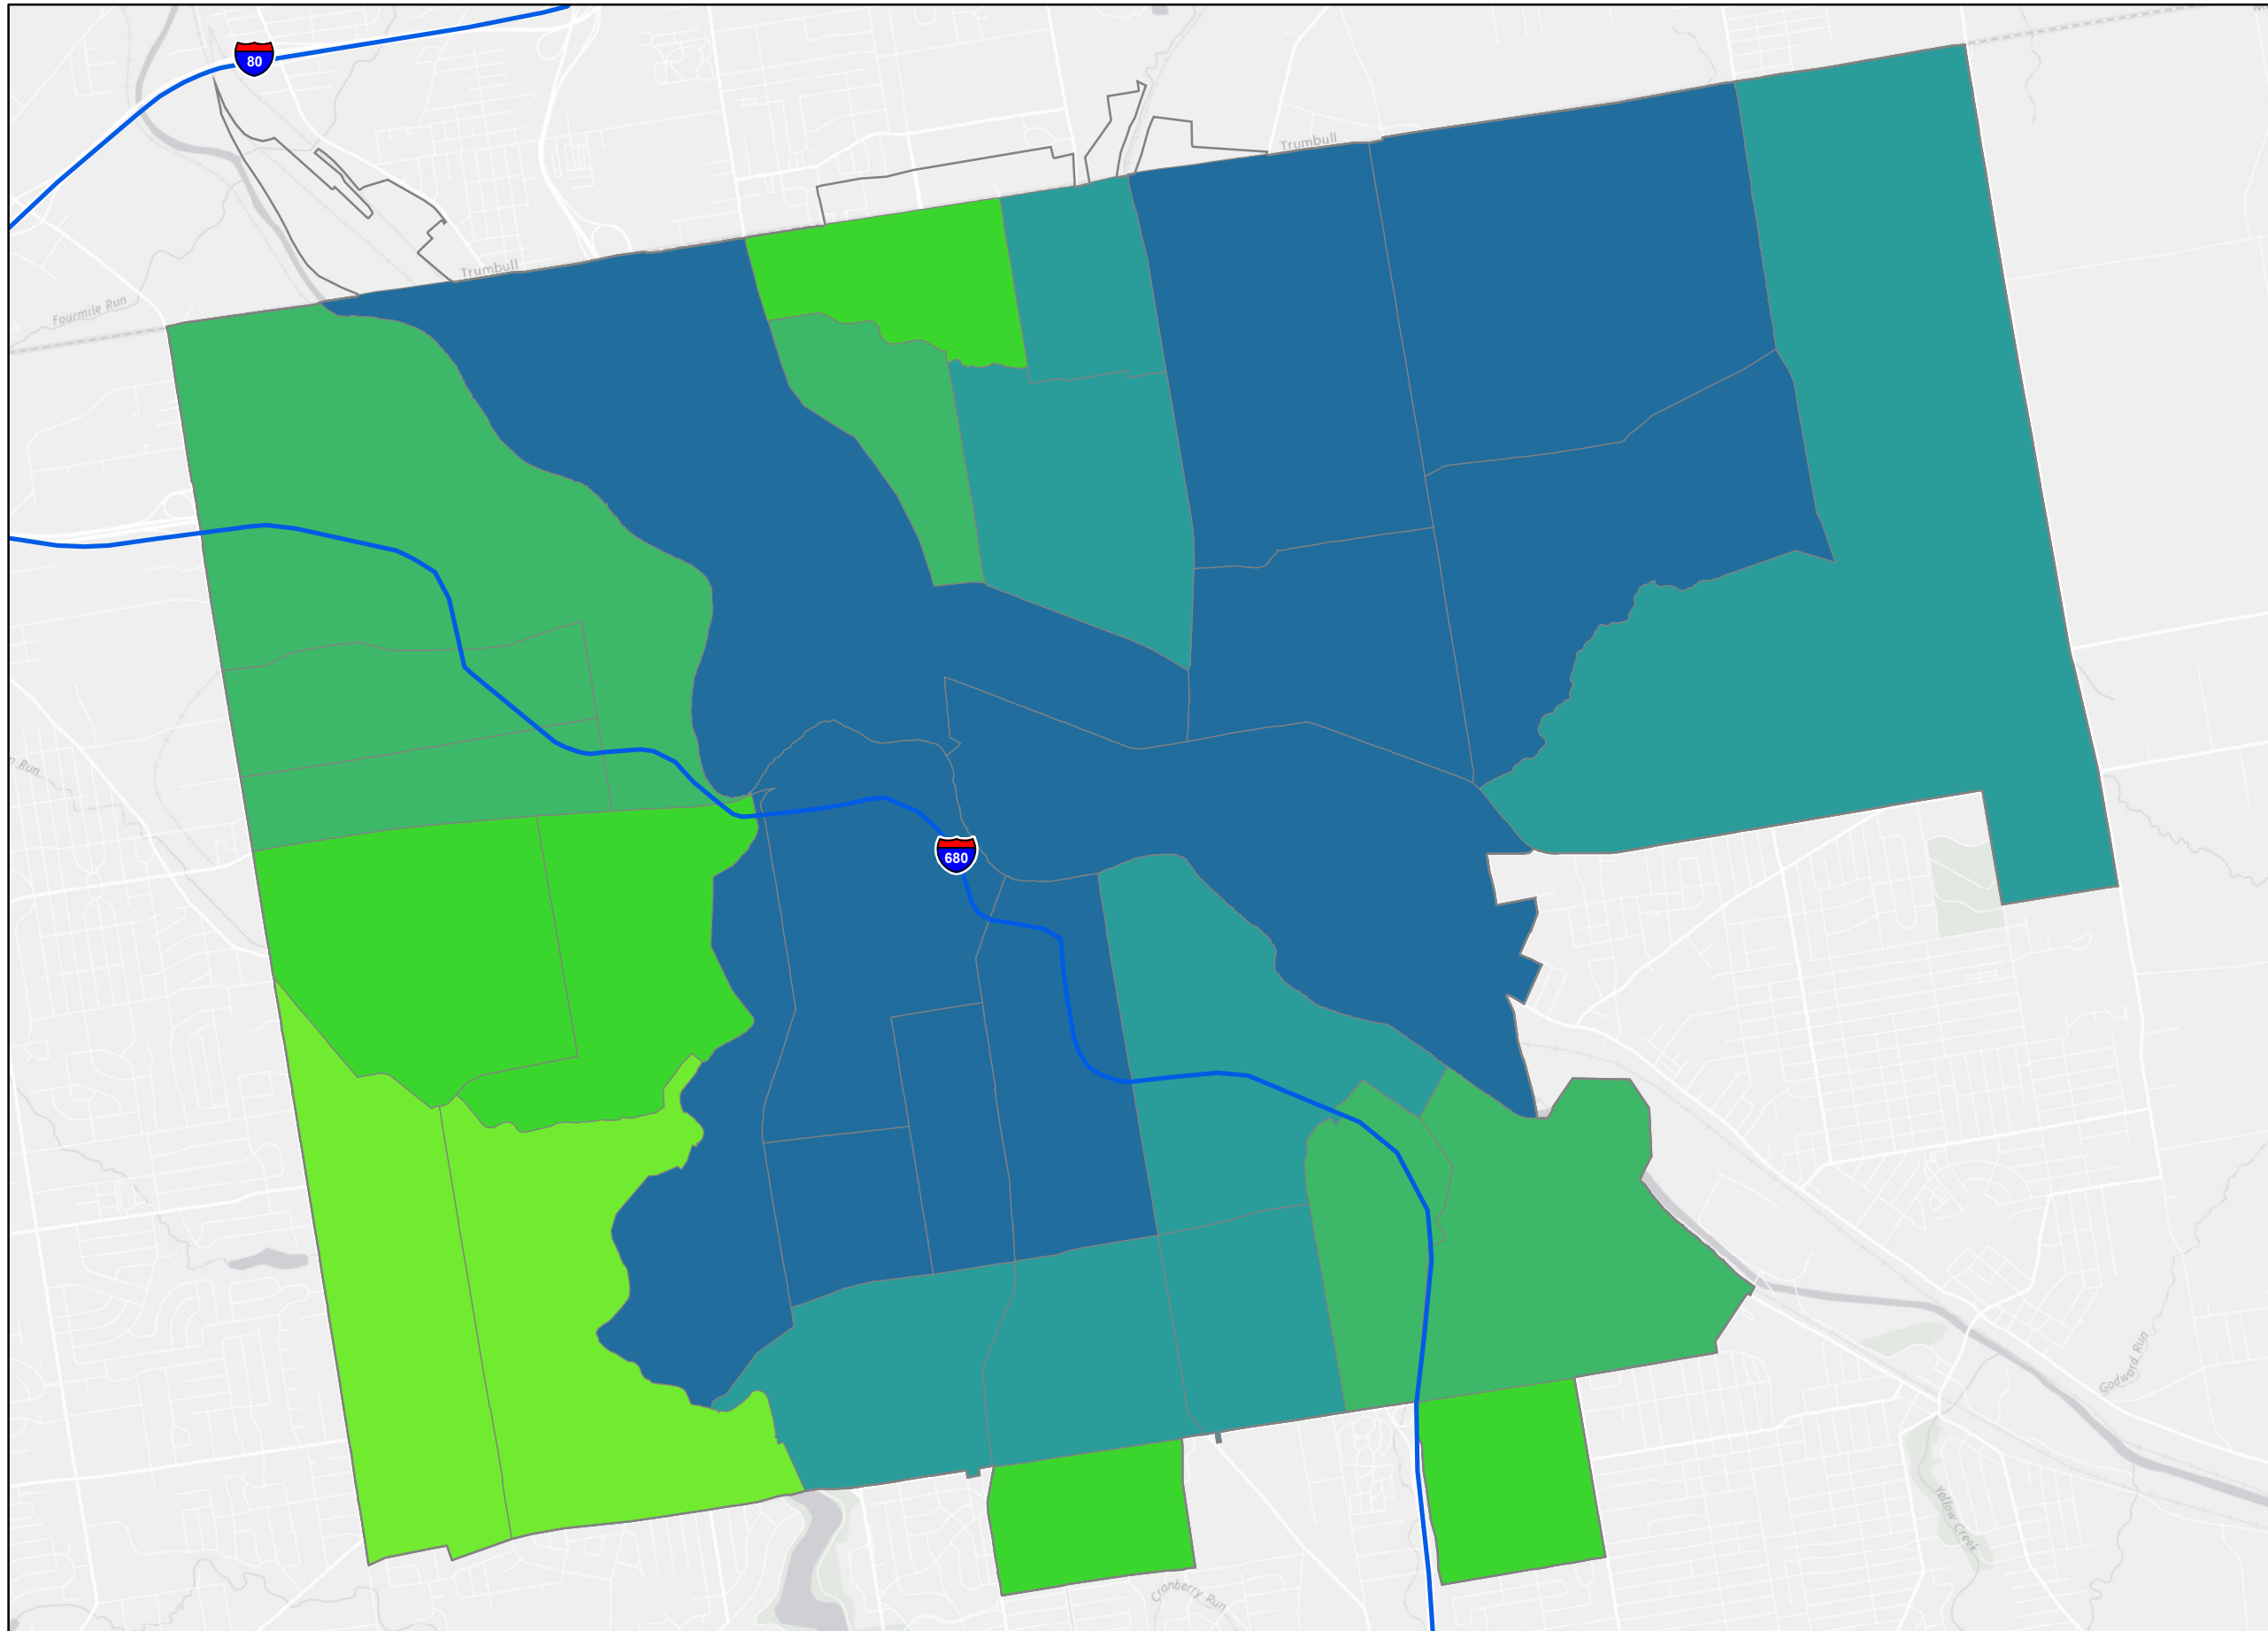 80
Trumbull
Trumbull
Fourmile Run
n Run
680
Godward Run
Yellow Creek
Cranberry Run